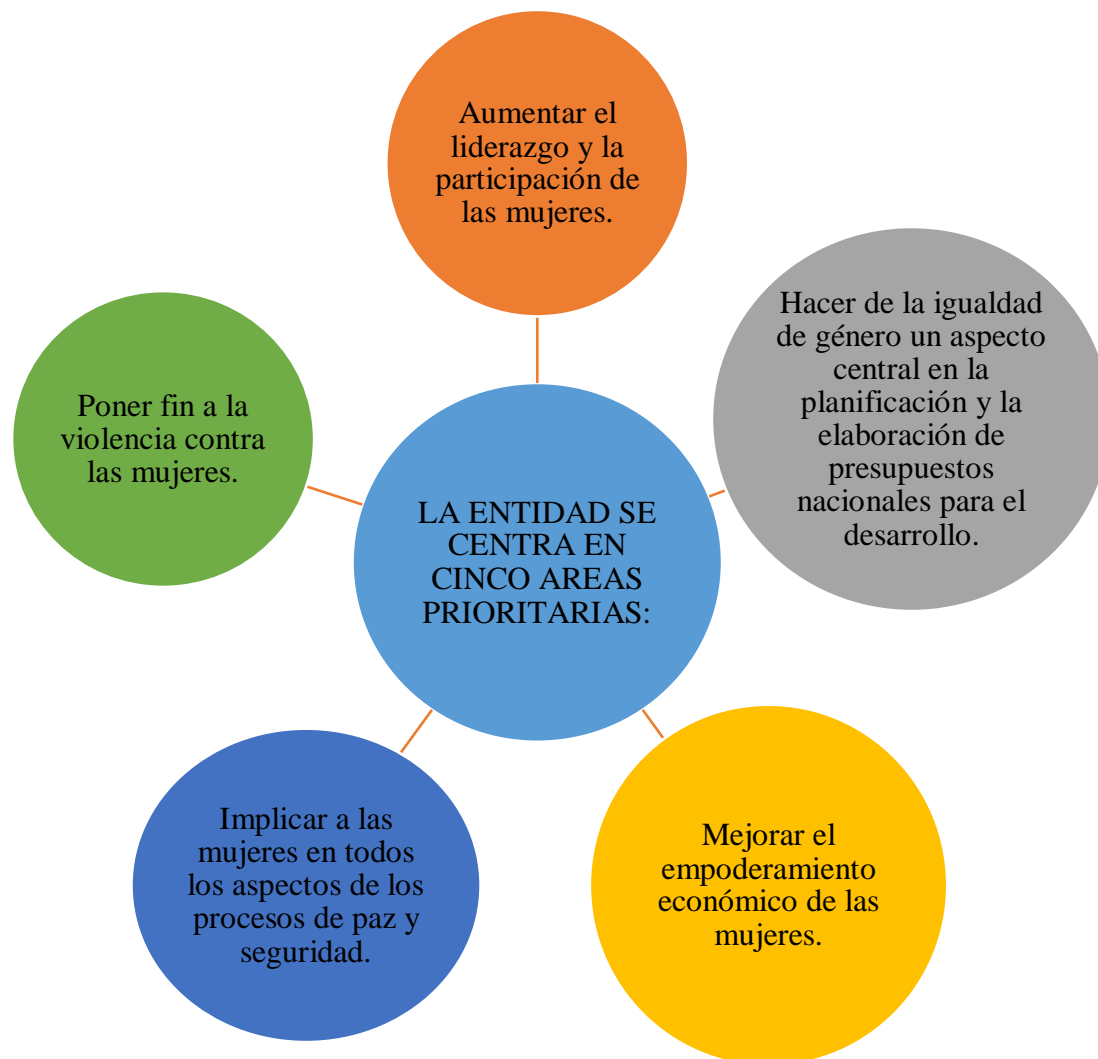 Aumentar el
liderazgo y la
participación de
las mujeres.
Hacer de la igualdad
de género un aspecto
central en la
planificación y la
elaboración de
presupuestos
nacionales para el
desarrollo.
Poner fin a la
violencia contra
las mujeres.
LA ENTIDAD SE
CENTRA EN
CINCO AREAS
PRIORITARIAS:
Implicar a las
mujeres en todos
los aspectos de los
procesos de paz y
seguridad.
Mejorar el
empoderamiento
económico de las
mujeres.